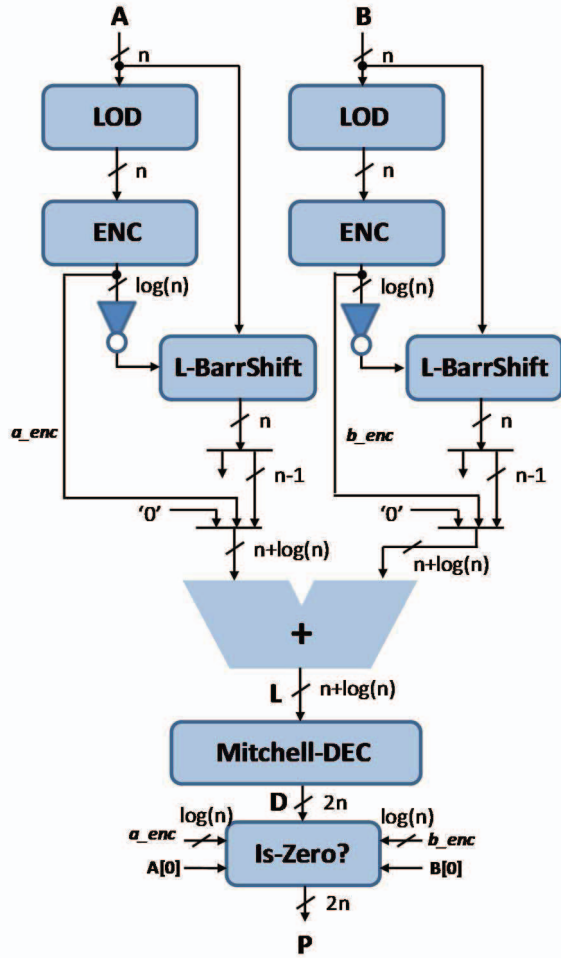 A
B
n
n
LOD
LOD
n
n
ENC
ENC
log(n)
log(n)
L-BarrShift
L-BarrShift
a_enc
n
b_enc
n
n-1
n-1
‘0’
‘0’
n+log(n)
n+log(n)
+
L
n+log(n)
Mitchell-DEC
D
2n
log(n)
log(n)
a_enc
b_enc
Is-Zero?
A[0]
B[0]
2n
P